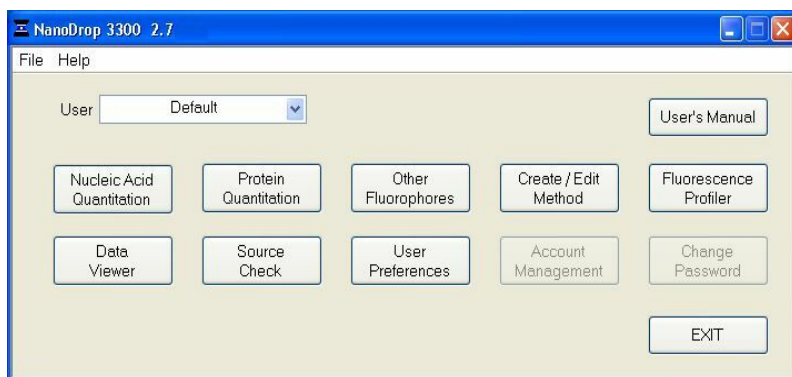 NanoDrop 3300 2.7
File Help
User Default
User's Manual
Nucleic Acid
Quantitation
Protein
Quantitation
Other
Fluorophores
Create / Edit
Method
Fluorescence
Profiler
Data
Viewer
Source
Check
User
Preferences
Account
Management
Change
Password
EXIT